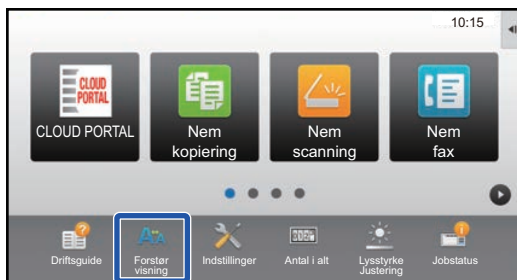 10:15
CLOUD
PORTAL
CLOUD PORTAL
Nem
kopiering
Nem
scanning
Nem
fax
Driftsguide
Forstør
visning
Indstillinger
Antal i alt
Lysstyrke
Justering
Jobstatus